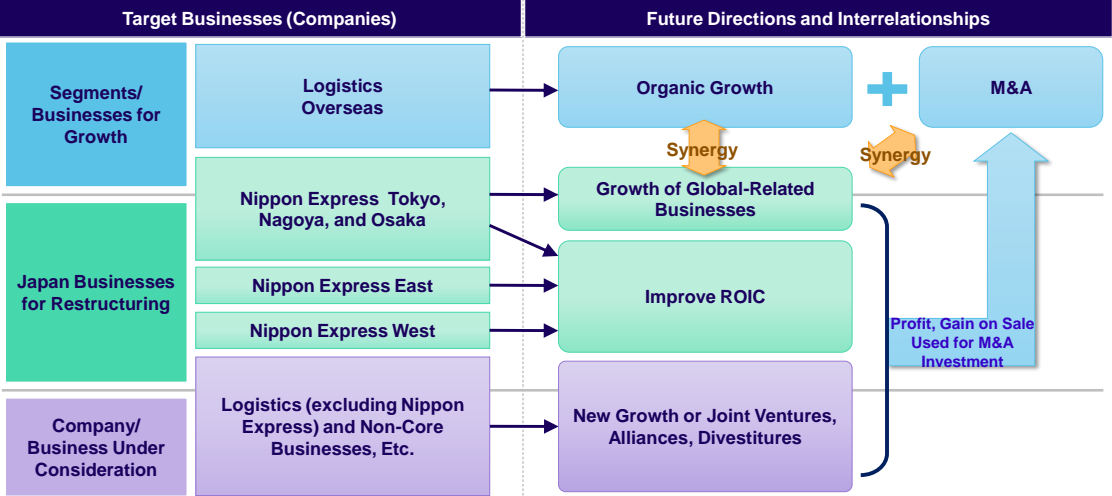 Target Businesses (Companies)
Future Directions and Interrelationships
Segments/
Businesses for
Growth
Logistics
Overseas
Organic Growth
M&A
Synergy
Synergy
Nippon Express  Tokyo,
Nagoya, and Osaka
Growth of Global-Related
Businesses
Japan Businesses
for Restructuring
Nippon Express East
Nippon Express West
Improve ROIC
Profit, Gain on Sale
Used for M&A
Investment
Company/
Business Under
Consideration
Logistics (excluding Nippon
Express) and Non-Core
Businesses, Etc.
New Growth or Joint Ventures,
Alliances, Divestitures